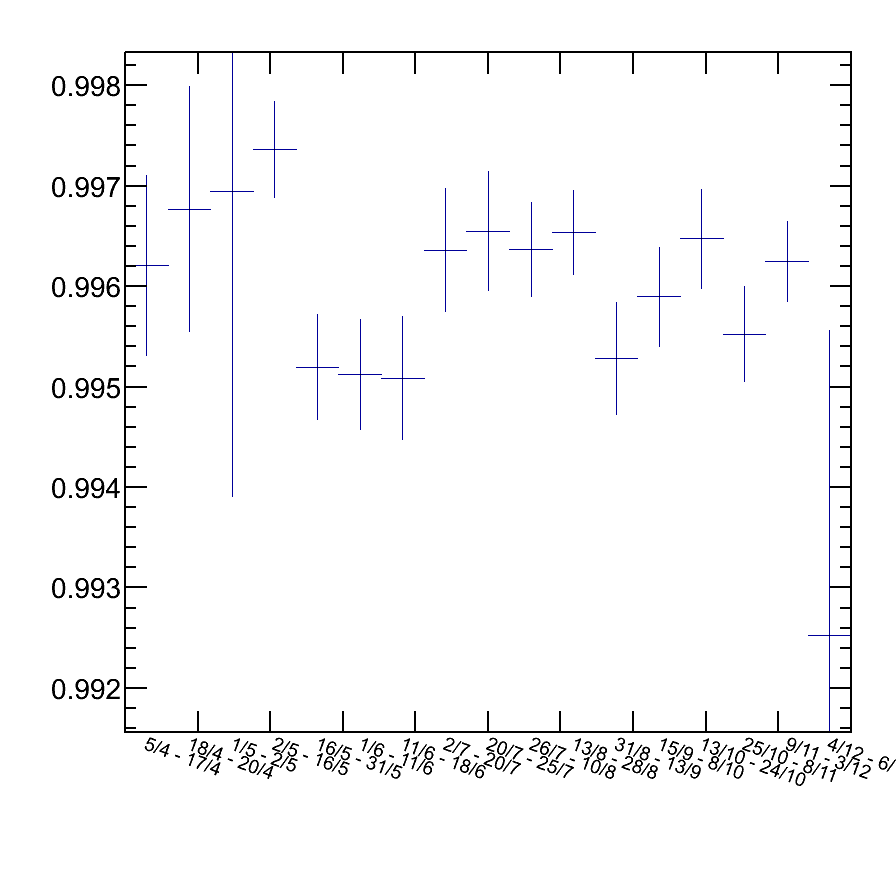 0.998
0.997
0.996
0.995
0.994
0.993
0.992
5/4 - 17/4
18/4 - 20/4
1/5 - 2/5
2/5 - 16/5
16/5 - 31/5
1/6 - 11/6
11/6 - 18/6
2/7 - 20/7
20/7 - 25/7
26/7 - 10/8
13/8 - 28/8
31/8 - 13/9
15/9 - 8/10
13/10 - 24/10
25/10 - 8/11
9/11 - 3/12
4/12 - 6/